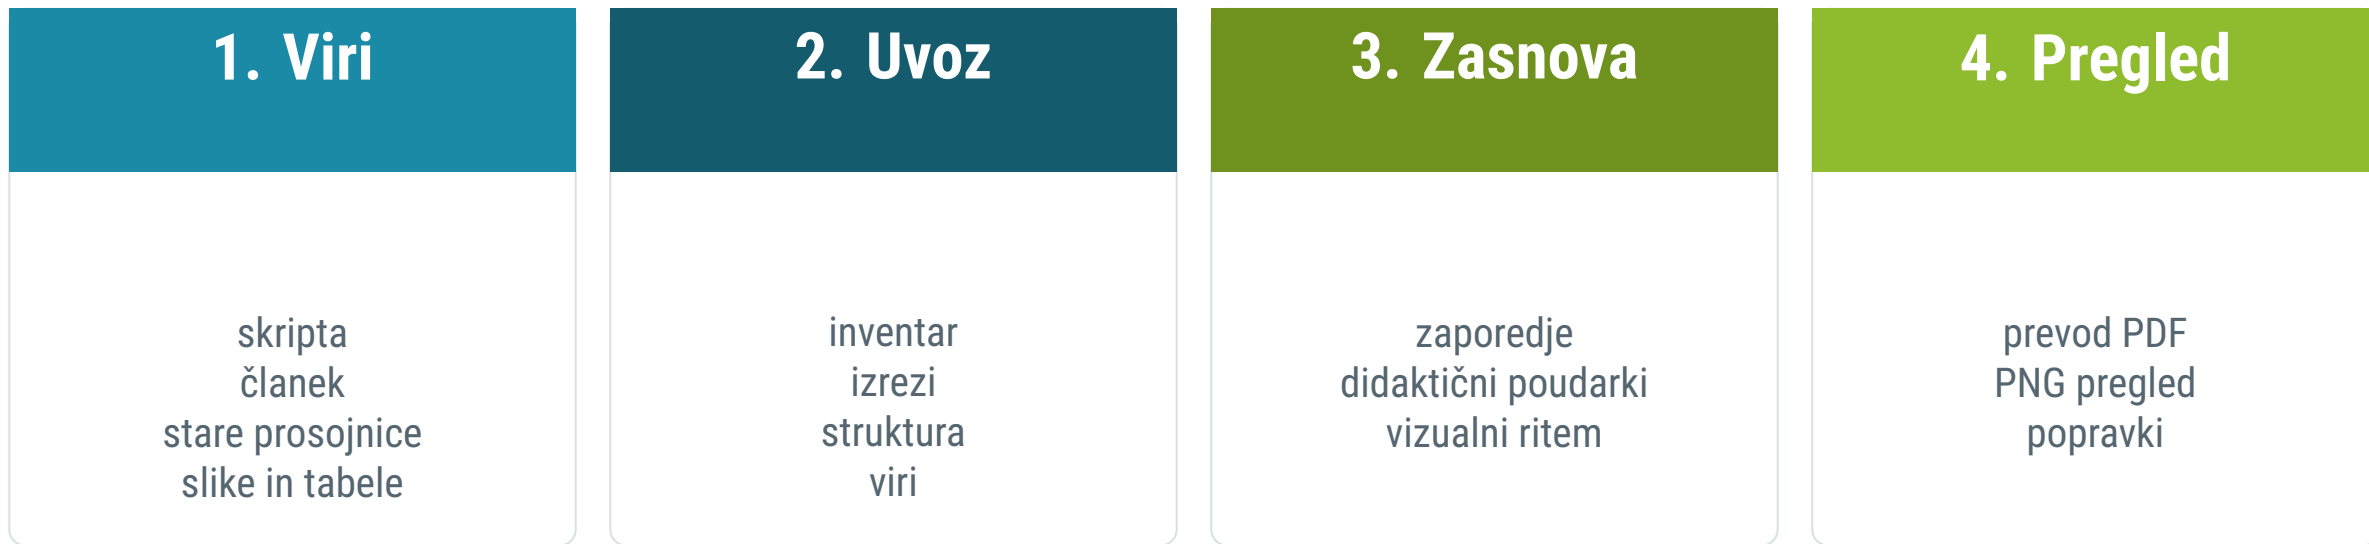 1. Viri
skripta
članek
stare prosojnice
slike in tabele
2. Uvoz
inventar
izrezi
struktura
viri
3. Zasnova
zaporedje
didaktični poudarki
vizualni ritem
4. Pregled
prevod PDF
PNG pregled
popravki